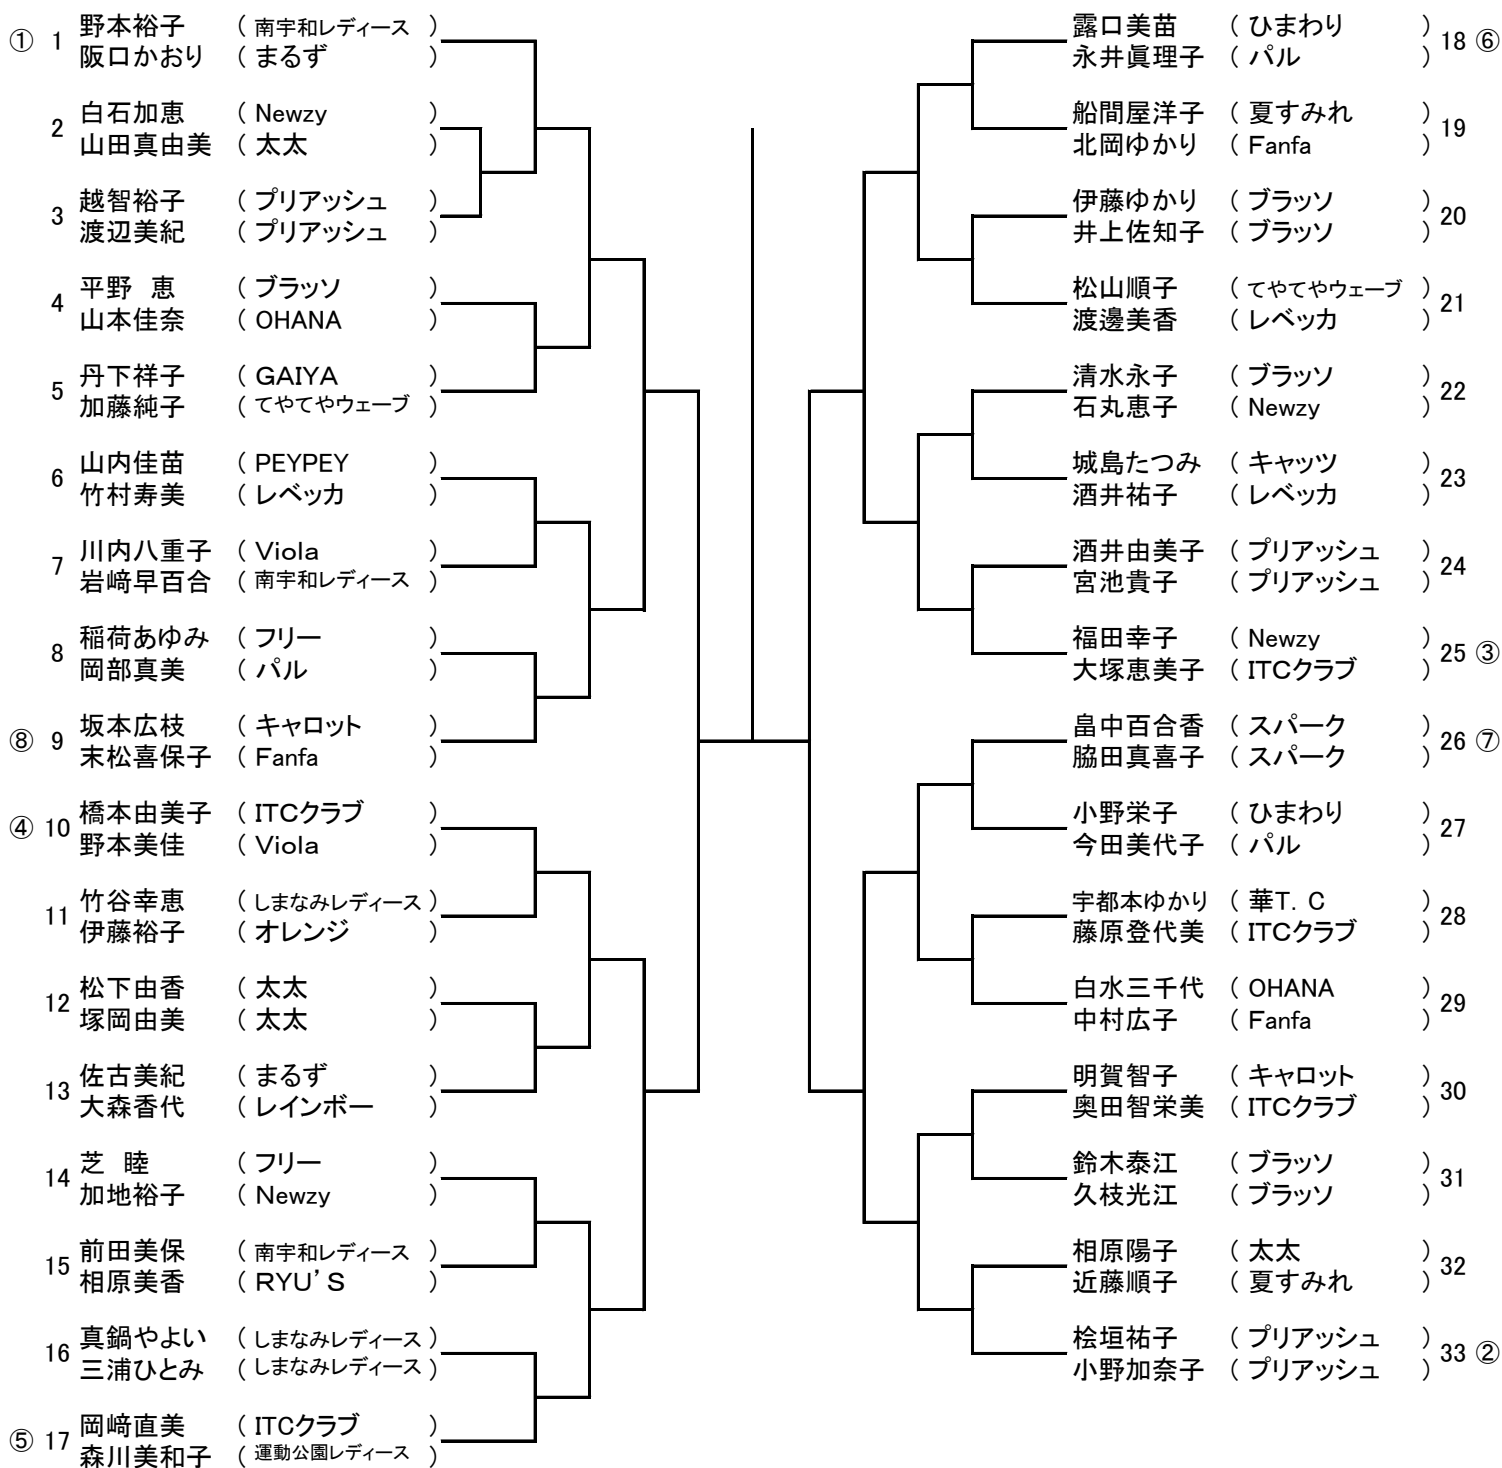 ① 1 野本裕子 ( 南宇和レディース )
阪口かおり ( まるず )
2 白石加恵 ( Newzy )
山田真由美 ( 太太 )
3 越智裕子 ( プリアッシュ )
渡辺美紀 ( プリアッシュ )
4 平野 恵 ( ブラッソ )
山本佳奈 ( OHANA )
5 丹下祥子 ( GAIYA )
加藤純子 ( てやてやウェーブ )
6 山内佳苗 ( PEYPEY )
竹村寿美 ( レベッカ )
7 川内八重子 ( Viola )
岩﨑早百合 ( 南宇和レディース )
8 稲荷あゆみ ( フリー )
岡部真美 ( パル )
⑧ 9 坂本広枝 ( キャロット )
末松喜保子 ( Fanfa )
④ 10 橋本由美子 ( ITCクラブ )
野本美佳 ( Viola )
11 竹谷幸恵 ( しまなみレディース )
伊藤裕子 ( オレンジ )
12 松下由香 ( 太太 )
塚岡由美 ( 太太 )
13 佐古美紀 ( まるず )
大森香代 ( レインボー )
14 芝 睦 ( フリー )
加地裕子 ( Newzy )
15 前田美保 ( 南宇和レディース )
相原美香 ( RYU'S )
16 真鍋やよい ( しまなみレディース )
三浦ひとみ ( しまなみレディース )
⑤ 17 岡﨑直美 ( ITCクラブ )
森川美和子 ( 運動公園レディース )
露口美苗 ( ひまわり ) 18 ⑥
永井眞理子 ( パル )
船間屋洋子 ( 夏すみれ ) 19
北岡ゆかり ( Fanfa )
伊藤ゆかり ( ブラッソ ) 20
井上佐知子 ( ブラッソ )
松山順子 ( てやてやウェーブ ) 21
渡邊美香 ( レベッカ )
清水永子 ( ブラッソ ) 22
石丸恵子 ( Newzy )
城島たつみ ( キャッツ ) 23
酒井祐子 ( レベッカ )
酒井由美子 ( プリアッシュ ) 24
宮池貴子 ( プリアッシュ )
福田幸子 ( Newzy ) 25 ③
大塚恵美子 ( ITCクラブ )
畠中百合香 ( スパーク ) 26 ⑦
脇田真喜子 ( スパーク )
小野栄子 ( ひまわり ) 27
今田美代子 ( パル )
宇都本ゆかり ( 華T. C ) 28
藤原登代美 ( ITCクラブ )
白水三千代 ( OHANA ) 29
中村広子 ( Fanfa )
明賀智子 ( キャロット ) 30
奥田智栄美 ( ITCクラブ )
鈴木泰江 ( ブラッソ ) 31
久枝光江 ( ブラッソ )
相原陽子 ( 太太 ) 32
近藤順子 ( 夏すみれ )
桧垣祐子 ( プリアッシュ ) 33 ②
小野加奈子 ( プリアッシュ )